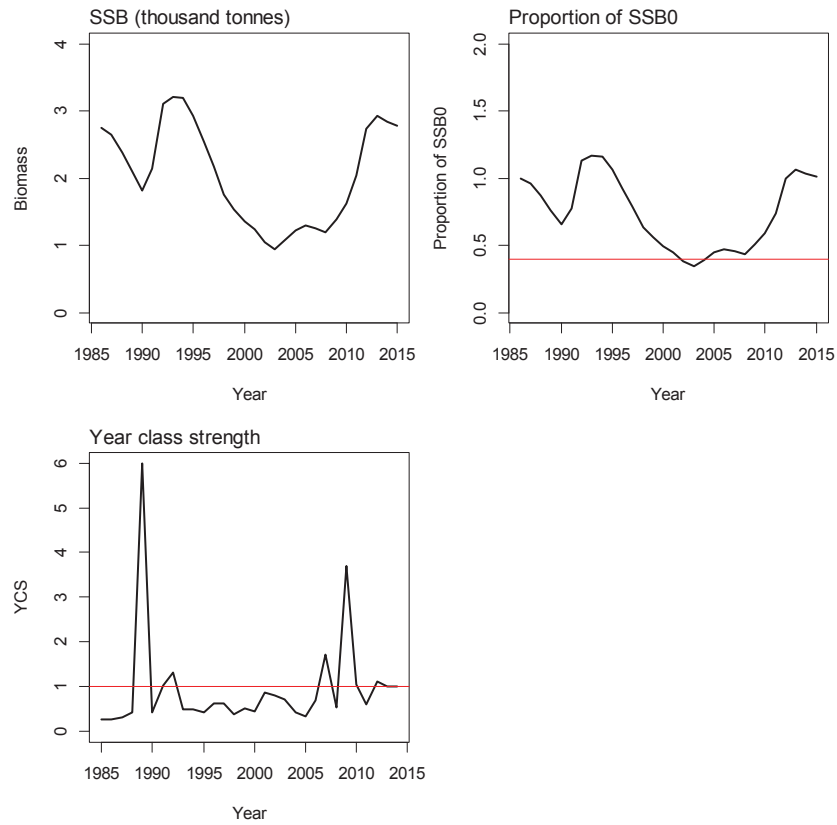 SSB (thousand tonnes)
Biomass
4
3
2
1
0
1985 1990 1995 2000 2005 2010 2015
Year
Proportion of SSB0
Proportion of SSB0
2.0
1.5
1.0
0.5
0.0
1985 1990 1995 2000 2005 2010 2015
Year
Year class strength
YCS
6
5
4
3
2
1
0
1985 1990 1995 2000 2005 2010 2015
Year